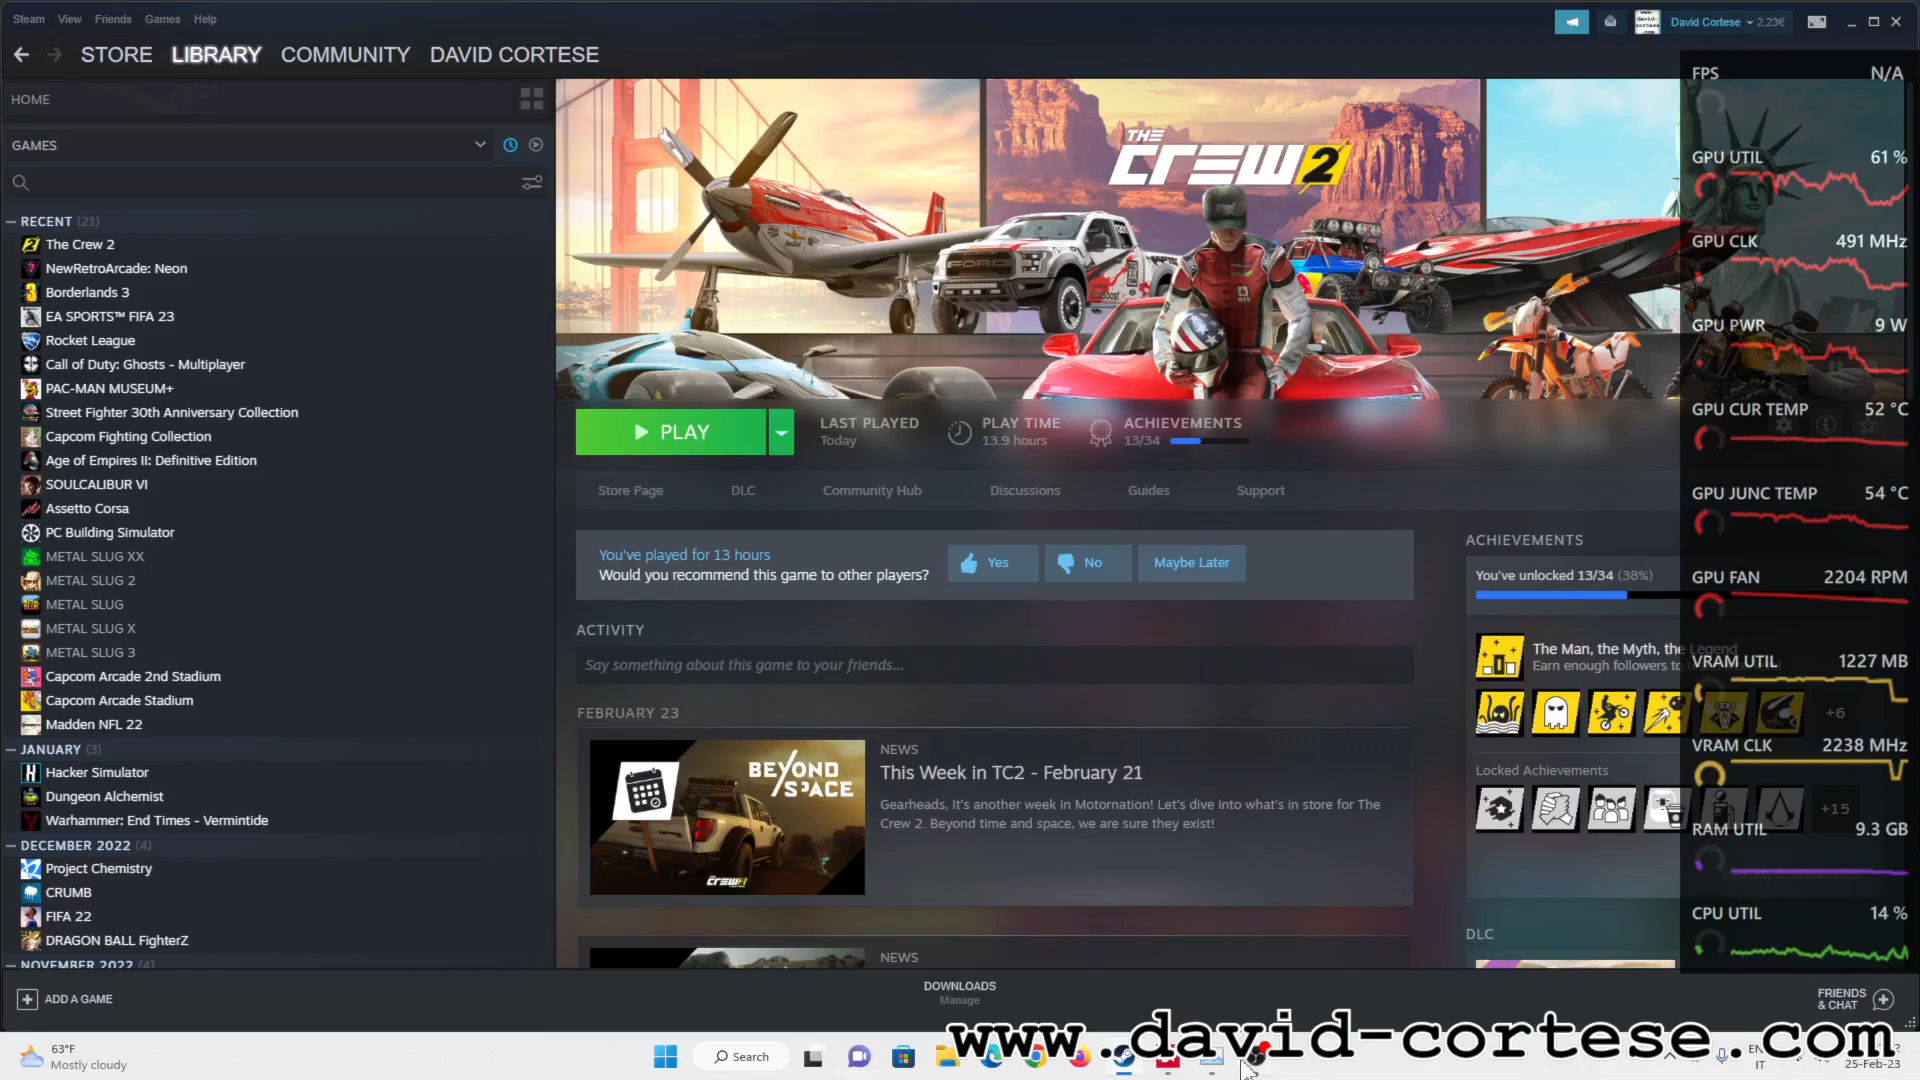 Steam View Friends Games Help
David Cortese 2,23€
STORE LIBRARY COMMUNITY DAVID CORTESE
HOME
GAMES
RECENT (21)
The Crew 2
NewRetroArcade: Neon
Borderlands 3
EA SPORTS™ FIFA 23
Rocket League
Call of Duty: Ghosts - Multiplayer
PAC-MAN MUSEUM+
Street Fighter 30th Anniversary Collection
Capcom Fighting Collection
Age of Empires II: Definitive Edition
SOULCALIBUR VI
Assetto Corsa
PC Building Simulator
METAL SLUG XX
METAL SLUG 2
METAL SLUG
METAL SLUG X
METAL SLUG 3
Capcom Arcade 2nd Stadium
Capcom Arcade Stadium
Madden NFL 22
JANUARY (3)
Hacker Simulator
Dungeon Alchemist
Warhammer: End Times - Vermintide
DECEMBER 2022 (4)
Project Chemistry
CRUMB
FIFA 22
DRAGON BALL FighterZ
NOVEMBER 2022 (4)
ADD A GAME
THE
CREW 2
FORD
PLAY
LAST PLAYED
Today
PLAY TIME
13.9 hours
ACHIEVEMENTS
13/34
Store Page DLC Community Hub Discussions Guides Support
You've played for 13 hours
Would you recommend this game to other players?
Yes No Maybe Later
ACTIVITY
Say something about this game to your friends...
FEBRUARY 23
BEYOND
SPACE
THE CREW 2
NEWS
This Week in TC2 - February 21
Gearheads, It's another week in Motornation! Let's dive into what's in store for The
Crew 2. Beyond time and space, we are sure they exist!
NEWS
ACHIEVEMENTS
You've unlocked 13/34 (38%)
The Man, the Myth, the Legend
Earn enough followers to
+6
Locked Achievements
+15
DLC
FPS N/A
GPU UTIL 61 %
GPU CLK 491 MHz
GPU PWR 9 W
GPU CUR TEMP 52 °C
GPU JUNC TEMP 54 °C
GPU FAN 2204 RPM
VRAM UTIL 1227 MB
VRAM CLK 2238 MHz
RAM UTIL 9.3 GB
CPU UTIL 14 %
DOWNLOADS
Manage
FRIENDS
& CHAT
www.david-cortese.com
63°F
Mostly cloudy
Search
IT
25-Feb-23